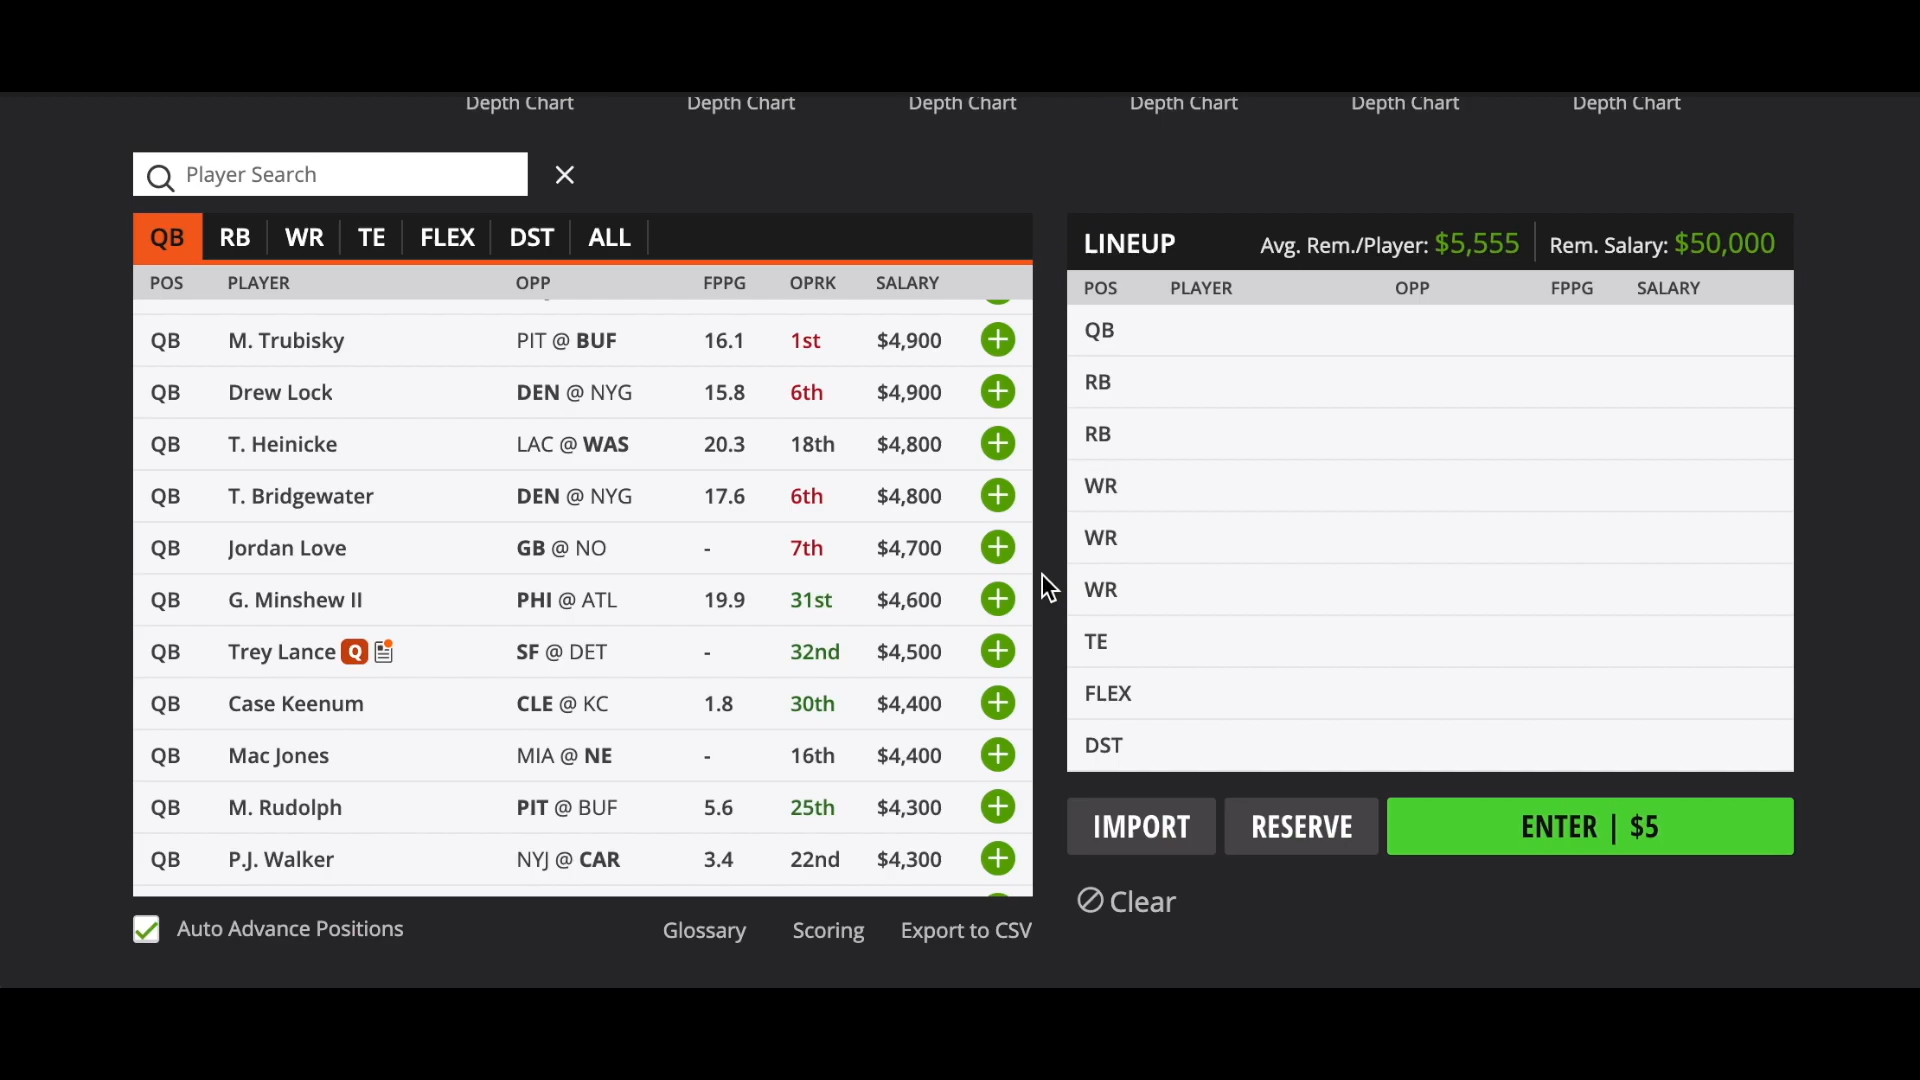 Depth Chart Depth Chart Depth Chart Depth Chart Depth Chart Depth Chart
Player Search
QB RB WR TE FLEX DST ALL
POS PLAYER OPP FPPG OPRK SALARY
QB M. Trubisky PIT @ BUF 16.1 1st $4,900
QB Drew Lock DEN @ NYG 15.8 6th $4,900
QB T. Heinicke LAC @ WAS 20.3 18th $4,800
QB T. Bridgewater DEN @ NYG 17.6 6th $4,800
QB Jordan Love GB @ NO - 7th $4,700
QB G. Minshew II PHI @ ATL 19.9 31st $4,600
QB Trey Lance Q SF @ DET - 32nd $4,500
QB Case Keenum CLE @ KC 1.8 30th $4,400
QB Mac Jones MIA @ NE - 16th $4,400
QB M. Rudolph PIT @ BUF 5.6 25th $4,300
QB P.J. Walker NYJ @ CAR 3.4 22nd $4,300
Auto Advance Positions Glossary Scoring Export to CSV
LINEUP Avg. Rem./Player: $5,555 Rem. Salary: $50,000
POS PLAYER OPP FPPG SALARY
QB
RB
RB
WR
WR
WR
TE
FLEX
DST
IMPORT RESERVE ENTER | $5
Clear